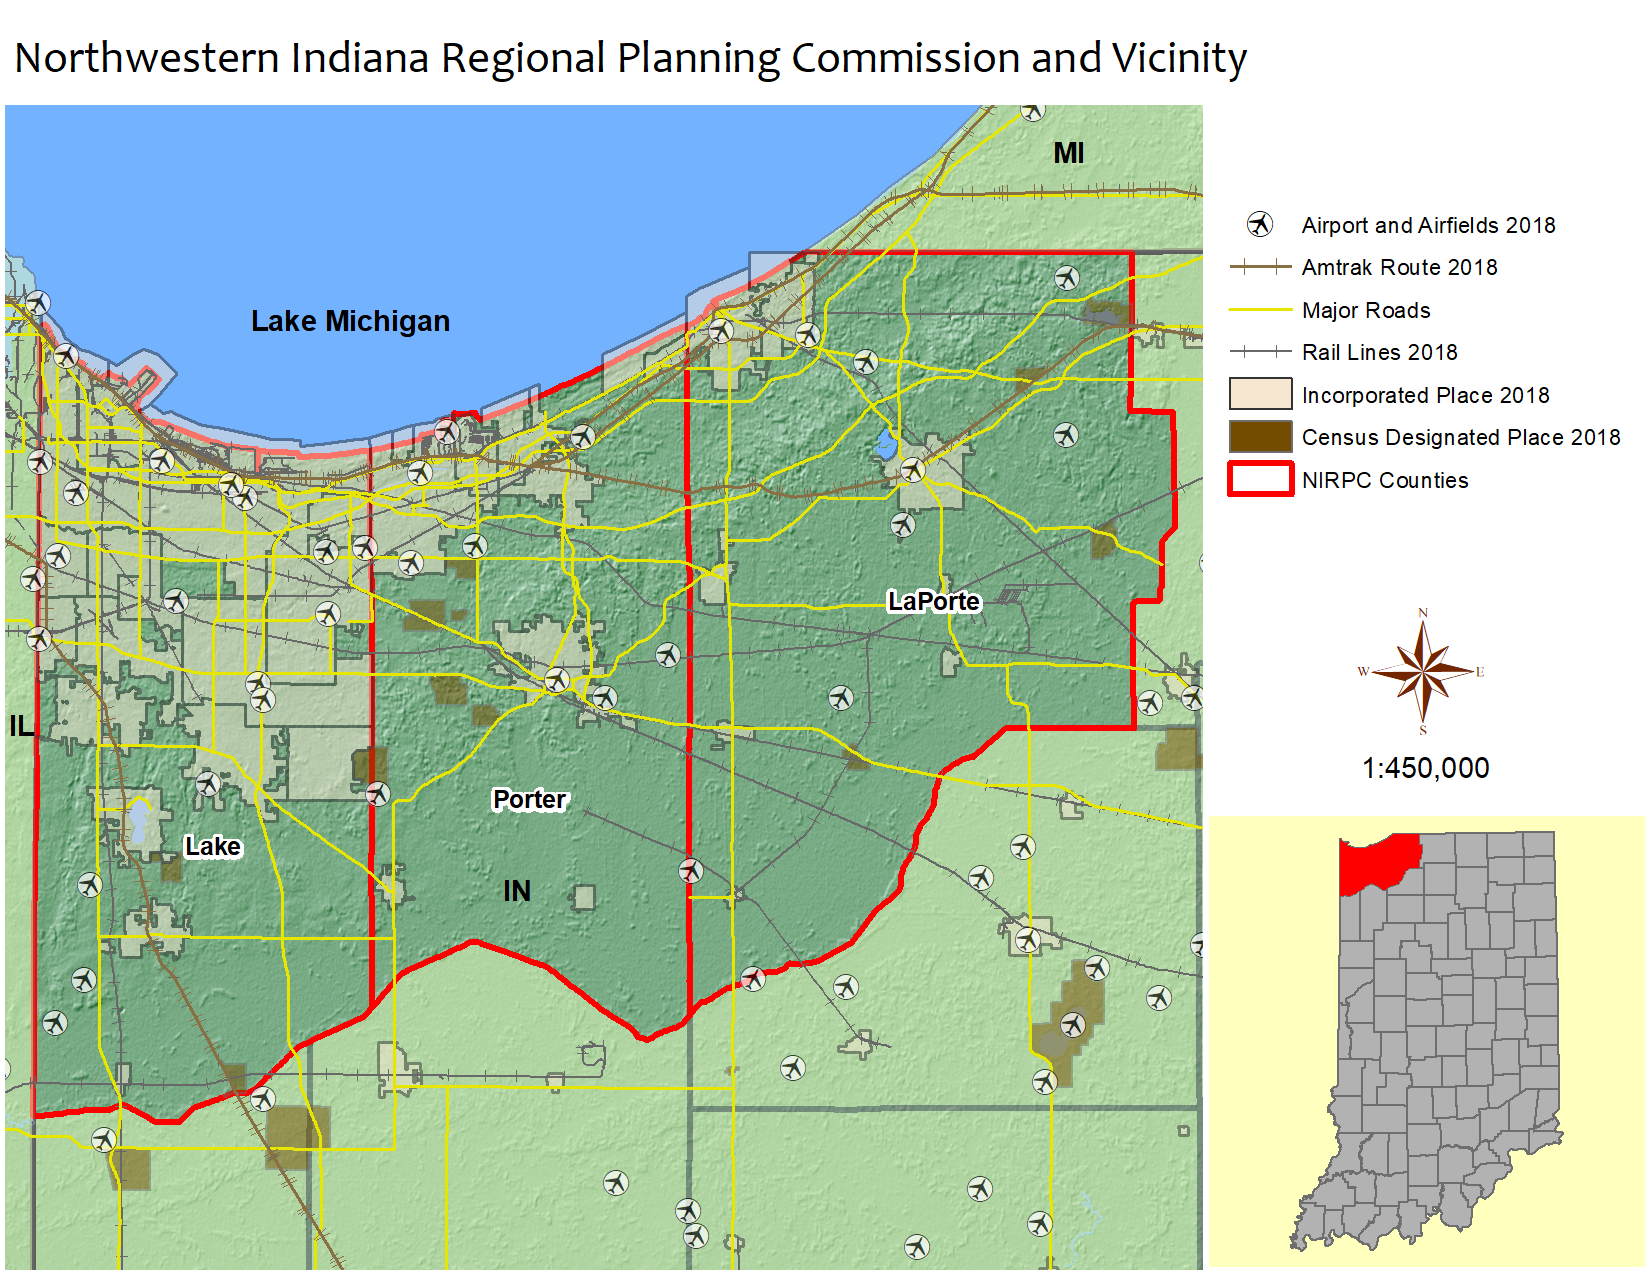 Northwestern Indiana Regional Planning Commission and Vicinity
MI
Lake Michigan
Airport and Airfields 2018
Amtrak Route 2018
Major Roads
Rail Lines 2018
Incorporated Place 2018
Census Designated Place 2018
NIRPC Counties
LaPorte
N
W
E
S
IL
1:450,000
Porter
Lake
IN